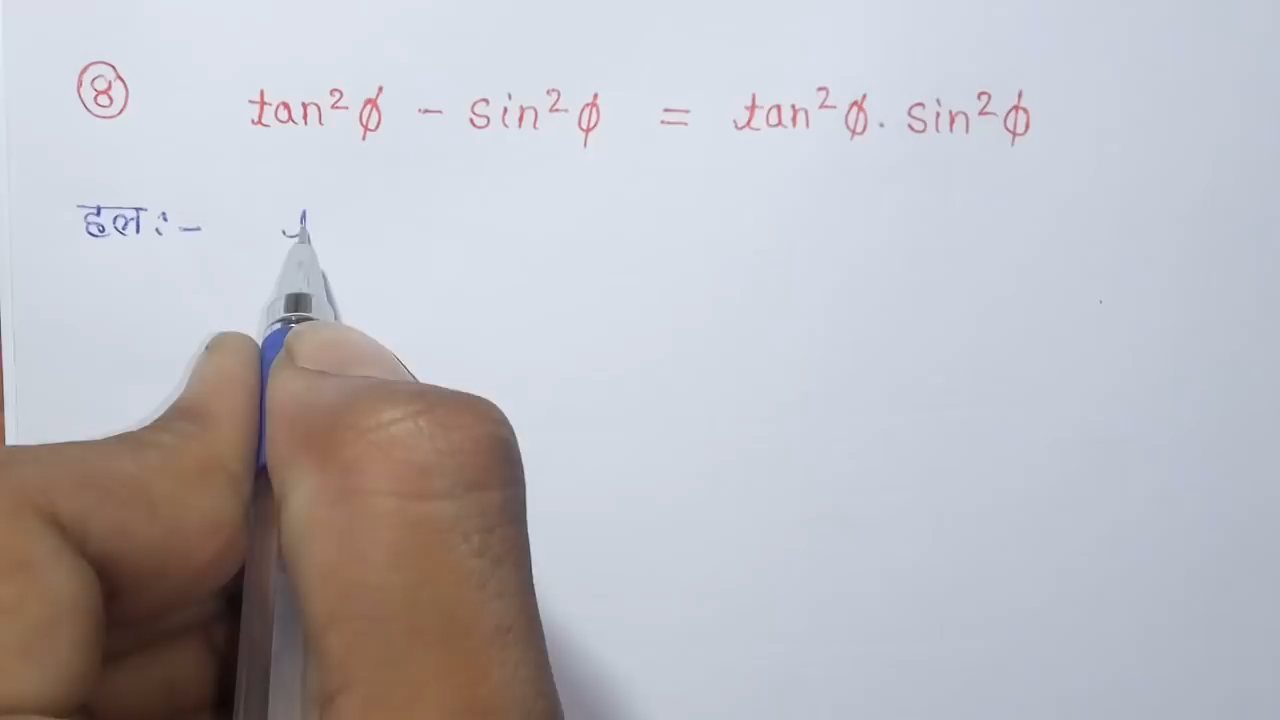 ⑧ tan²φ - sin²φ = tan²φ. sin²φ
हल:-